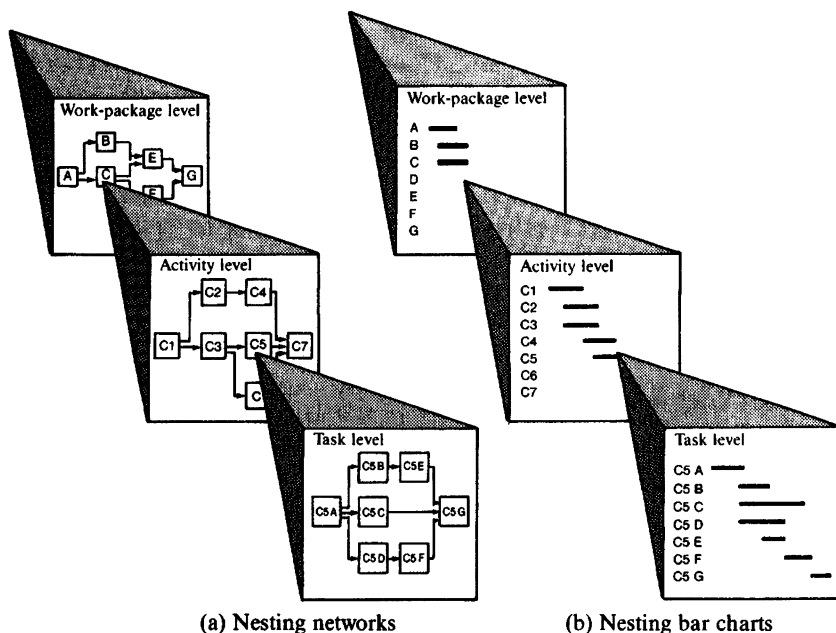 Work-package level
B
E
A
C
G
F
Activity level
C2
C4
C1
C3
C5
C7
C
Task level
C5B
C5E
C5A
C5C
C5G
C5D
C5F
(a) Nesting networks
Work-package level
A
B
C
D
E
F
G
Activity level
C1
C2
C3
C4
C5
C6
C7
Task level
C5 A
C5 B
C5 C
C5 D
C5 E
C5 F
C5 G
(b) Nesting bar charts